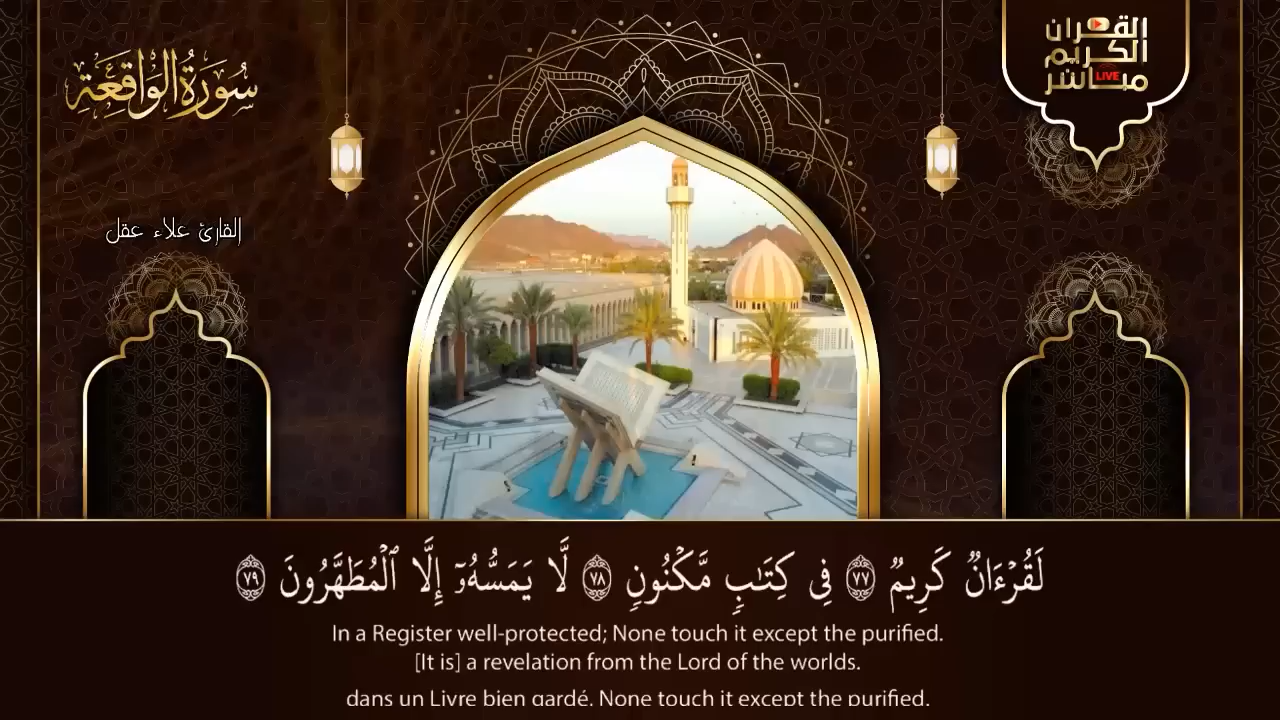 سُورَةُ الوَاقِعَة
القران
الكريم
مباشر
LIVE
القارئ علاء عقل
لَقُرْءَانٌ كَرِيمٌ ٧٧ فِى كِتَٰبٍ مَّكْنُونٍ ٧٨ لَّا يَمَسُّهُۥٓ إِلَّا ٱلْمُطَهَّرُونَ ٧٩
In a Register well-protected; None touch it except the purified.
[It is] a revelation from the Lord of the worlds.
dans un Livre bien gardé. None touch it except the purified.